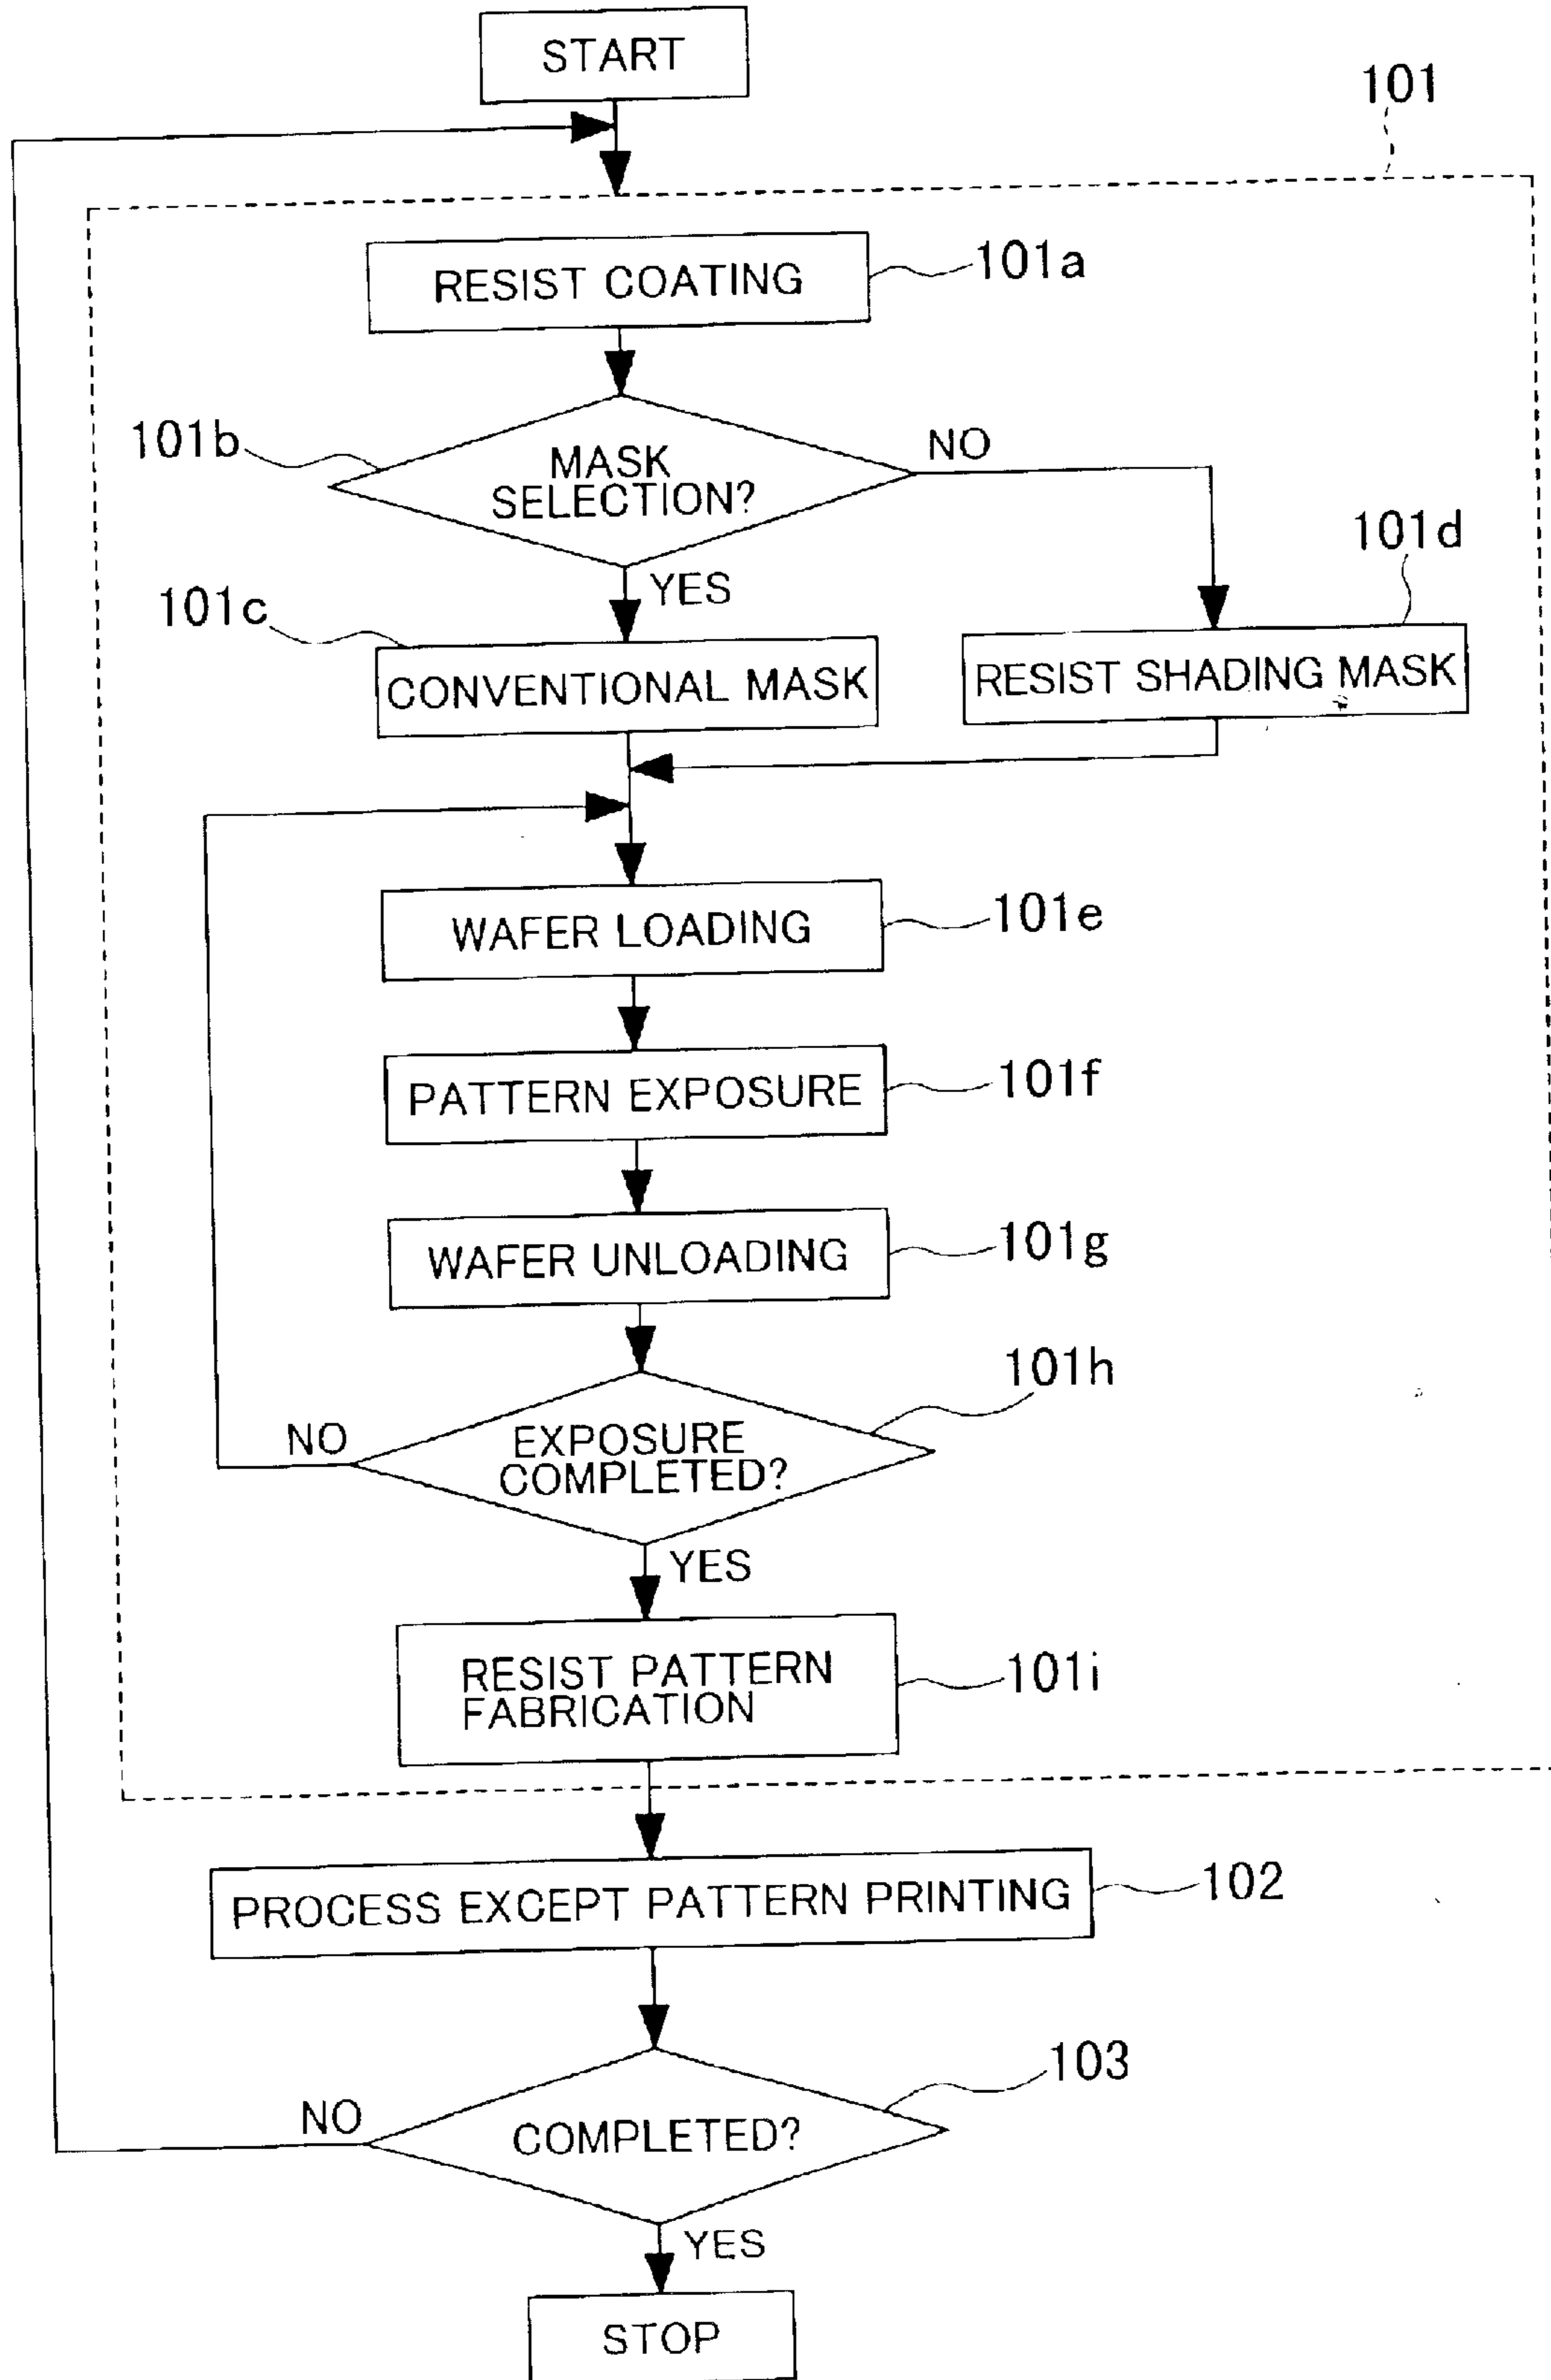 START
101
RESIST COATING
101a
101b
MASK
SELECTION?
NO
YES
101c
CONVENTIONAL MASK
101d
RESIST SHADING MASK
WAFER LOADING
101e
PATTERN EXPOSURE
101f
WAFER UNLOADING
101g
101h
NO
EXPOSURE
COMPLETED?
YES
RESIST PATTERN
FABRICATION
101i
PROCESS EXCEPT PATTERN PRINTING
102
103
NO
COMPLETED?
YES
STOP